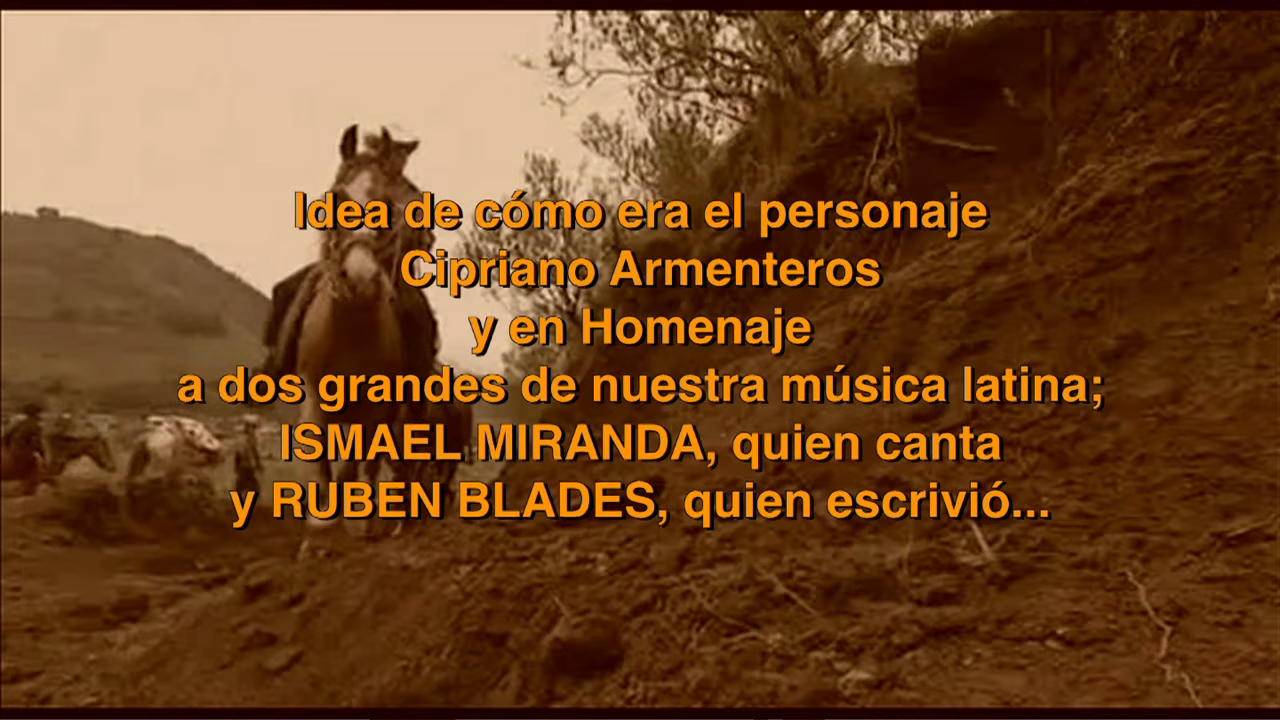 Idea de cómo era el personaje
Cipriano Armenteros
y en Homenaje
a dos grandes de nuestra música latina;
ISMAEL MIRANDA, quien canta
y RUBEN BLADES, quien escrivió...